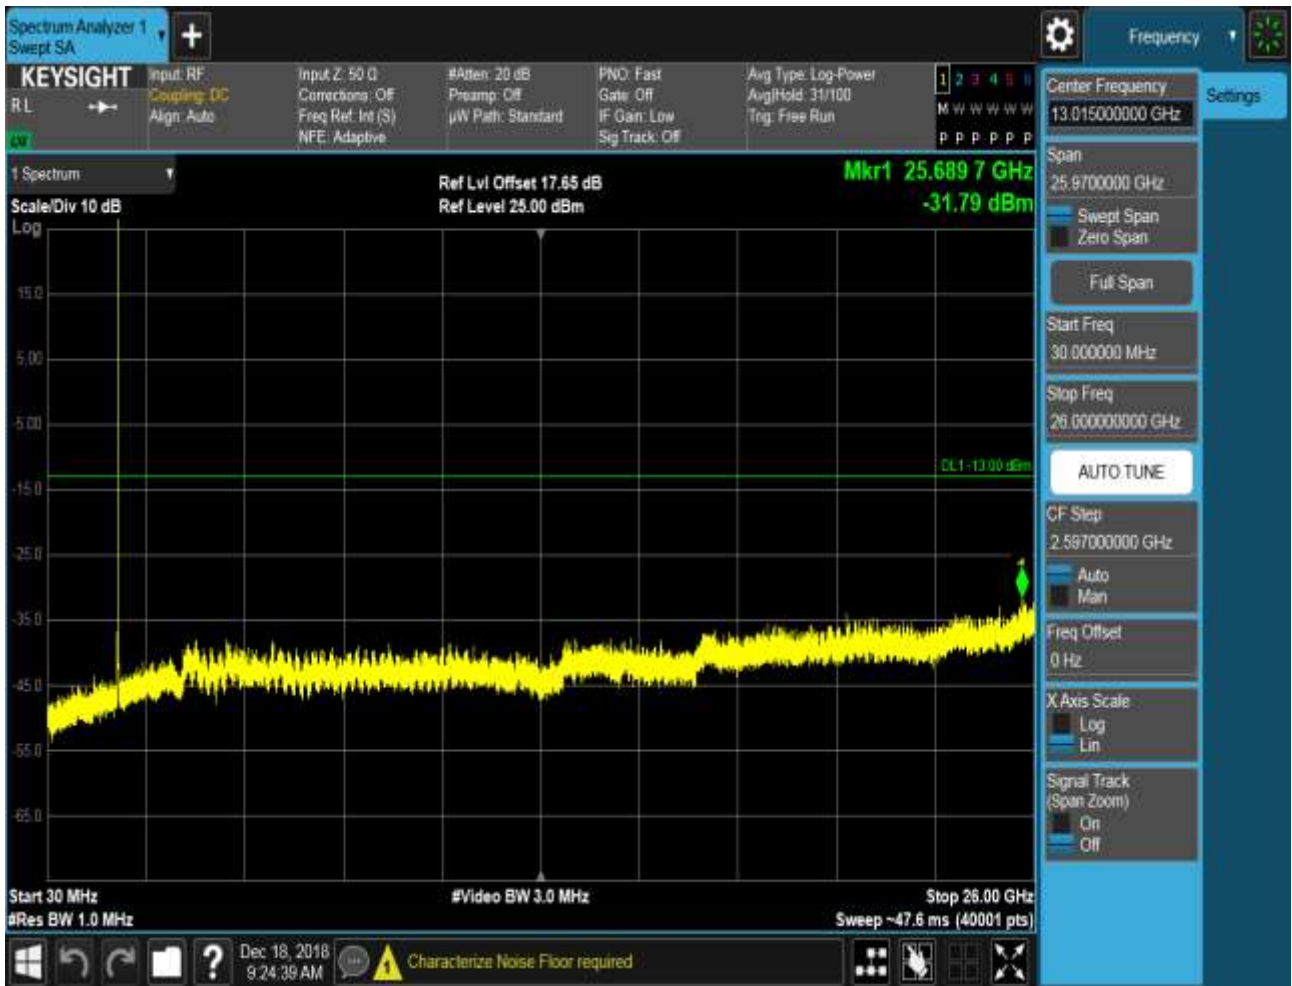 Spectrum Analyzer 1
Swept SA
Frequency
KEYSIGHT
R L
Input: RF
Coupling: DC
Align: Auto
Input Z: 50 Ω
Corrections: Off
Freq Ref: Int (S)
NFE: Adaptive
#Atten: 20 dB
Preamp: Off
µW Path: Standard
PNO: Fast
Gate: Off
IF Gain: Low
Sig Track: Off
Avg Type: Log-Power
Avg|Hold: 31/100
Trig: Free Run
1 2 3 4 5 6
M W W W W W
P P P P P P
Center Frequency
13.015000000 GHz
Settings
Span
25.9700000 GHz
Swept Span
Zero Span
Full Span
Start Freq
30.000000 MHz
Stop Freq
26.000000000 GHz
AUTO TUNE
CF Step
2.597000000 GHz
Auto
Man
Freq Offset
0 Hz
X Axis Scale
Log
Lin
Signal Track
(Span Zoom)
On
Off
1 Spectrum
Scale/Div 10 dB
Log
Ref Lvl Offset 17.65 dB
Ref Level 25.00 dBm
Mkr1 25.689 7 GHz
-31.79 dBm
15.0
5.00
-5.00
DL1 -13.00 dBm
-15.0
-25.0
1
-35.0
-45.0
-55.0
-65.0
Start 30 MHz
#Video BW 3.0 MHz
Stop 26.00 GHz
#Res BW 1.0 MHz
Sweep ~47.6 ms (40001 pts)
?
Dec 18, 2018
9:24:39 AM
1
Characterize Noise Floor required